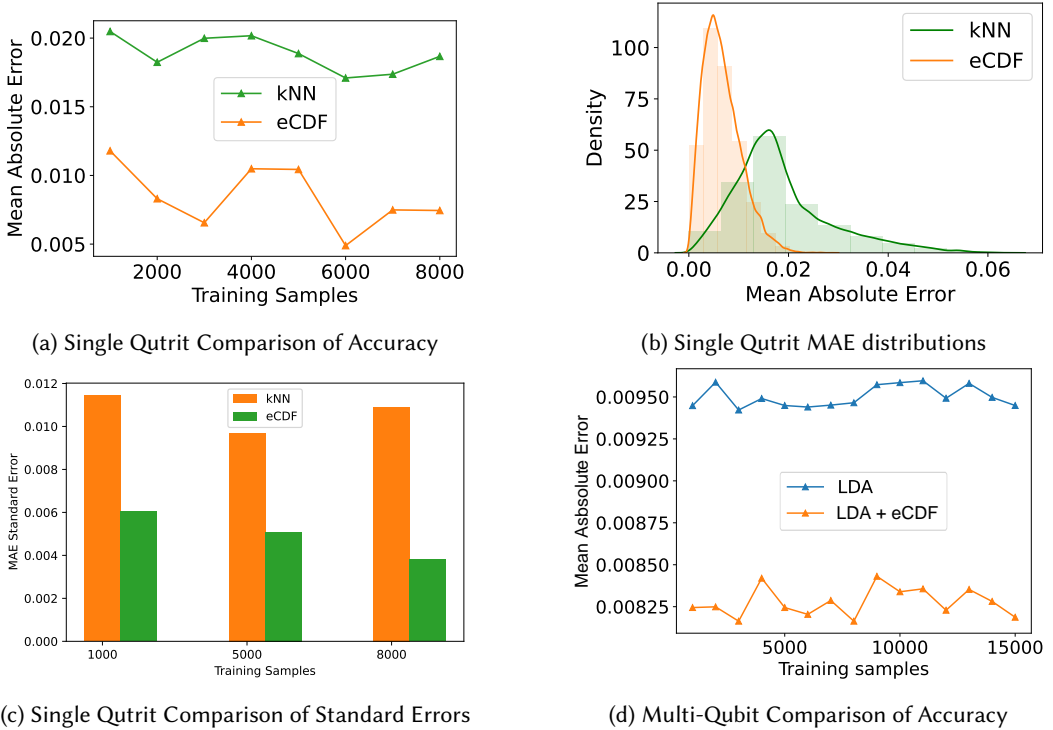 0.020
0.015
0.010
0.005
Mean Absolute Error
kNN
eCDF
2000 4000 6000 8000
Training Samples
(a) Single Qutrit Comparison of Accuracy
100
75
50
25
0
Density
kNN
eCDF
0.00 0.02 0.04 0.06
Mean Absolute Error
(b) Single Qutrit MAE distributions
0.012
0.010
0.008
0.006
0.004
0.002
0.000
MAE Standard Error
kNN
eCDF
1000 5000 8000
Training Samples
(c) Single Qutrit Comparison of Standard Errors
0.00950
0.00925
0.00900
0.00875
0.00850
0.00825
Mean Asbsolute Error
LDA
LDA + eCDF
5000 10000 15000
Training samples
(d) Multi-Qubit Comparison of Accuracy